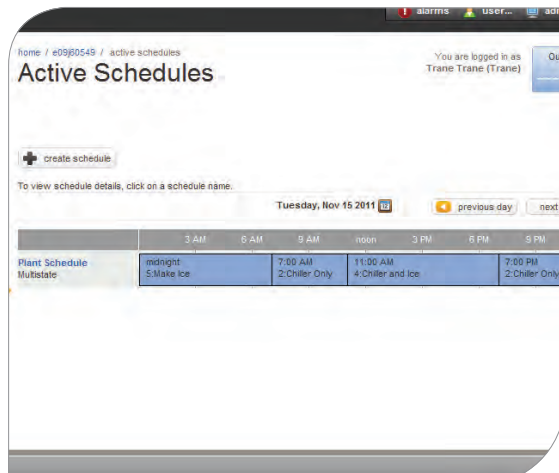 alarms user...
home / e09j60549 / active schedules
Active Schedules
You are logged in as
Trane Trane (Trane)
create schedule
To view schedule details, click on a schedule name.
Tuesday, Nov 15 2011
previous day
next
3 AM 6 AM 9 AM noon 3 PM 6 PM 9 PM
Plant Schedule
Multistate
midnight
5:Make Ice
7:00 AM
2:Chiller Only
11:00 AM
4:Chiller and Ice
7:00 PM
2:Chiller Only